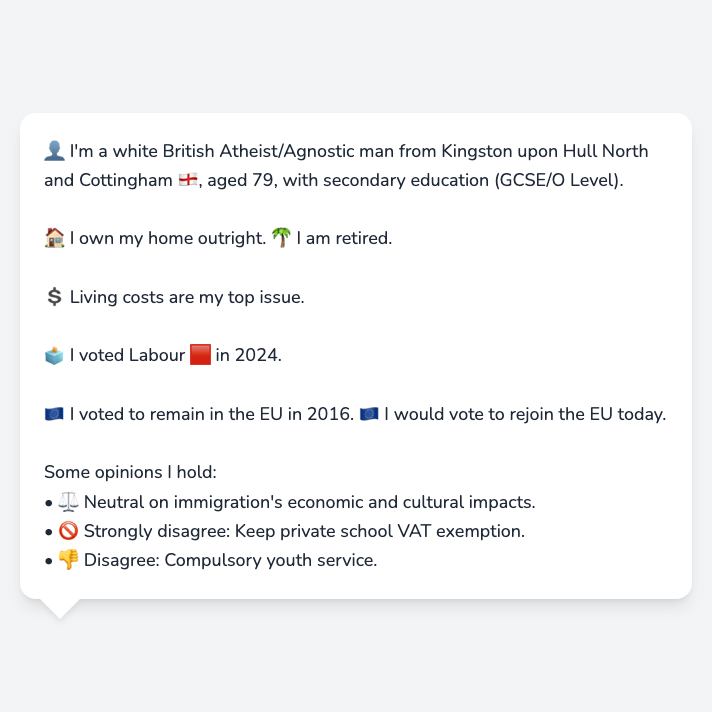 👤 I'm a white British Atheist/Agnostic man from Kingston upon Hull North
and Cottingham 🏴󠁧󠁢󠁥󠁮󠁧󠁿, aged 79, with secondary education (GCSE/O Level).
🏠 I own my home outright. 🌴 I am retired.
💲 Living costs are my top issue.
🗳️ I voted Labour 🟥 in 2024.
🇪🇺 I voted to remain in the EU in 2016. 🇪🇺 I would vote to rejoin the EU today.
Some opinions I hold:
• ⚖️ Neutral on immigration's economic and cultural impacts.
• 🚫 Strongly disagree: Keep private school VAT exemption.
• 👎 Disagree: Compulsory youth service.